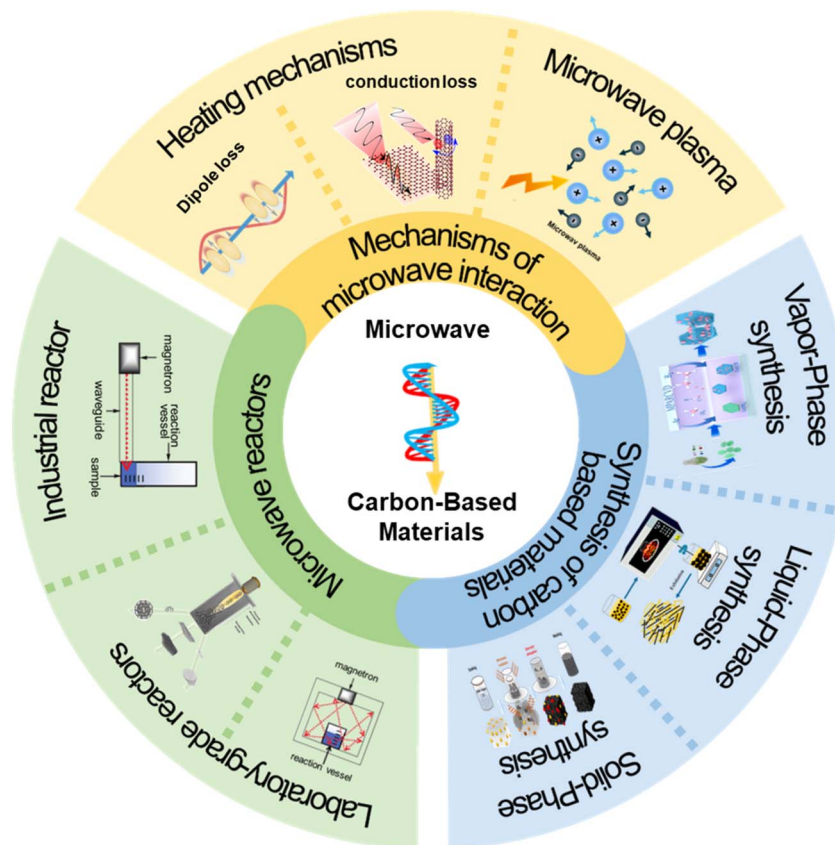 Heating mechanisms
Dipole loss
conduction loss
Microwave plasma
Microwav plasma
Mechanisms of
microwave interaction
Vapor-Phase
synthesis
Liquid-Phase
synthesis
Solid-Phase
synthesis
Synthesis of carbon
based materials
Laboratory-grade reactors
magnetron
reaction vessel
Industrial reactor
magnetron
waveguide
reaction
vessel
sample
Microwave reactors
Microwave
Carbon-Based
Materials